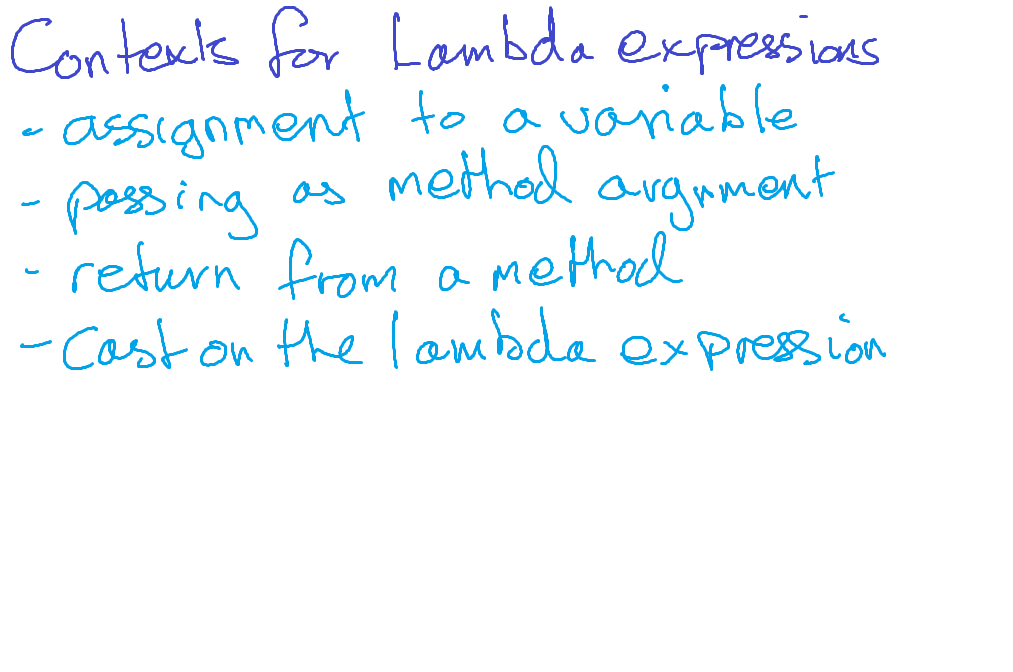 Contexts for Lambda expressions
- assignment to a variable
- passing as method argument
- return from a method
- Cast on the lambda expression